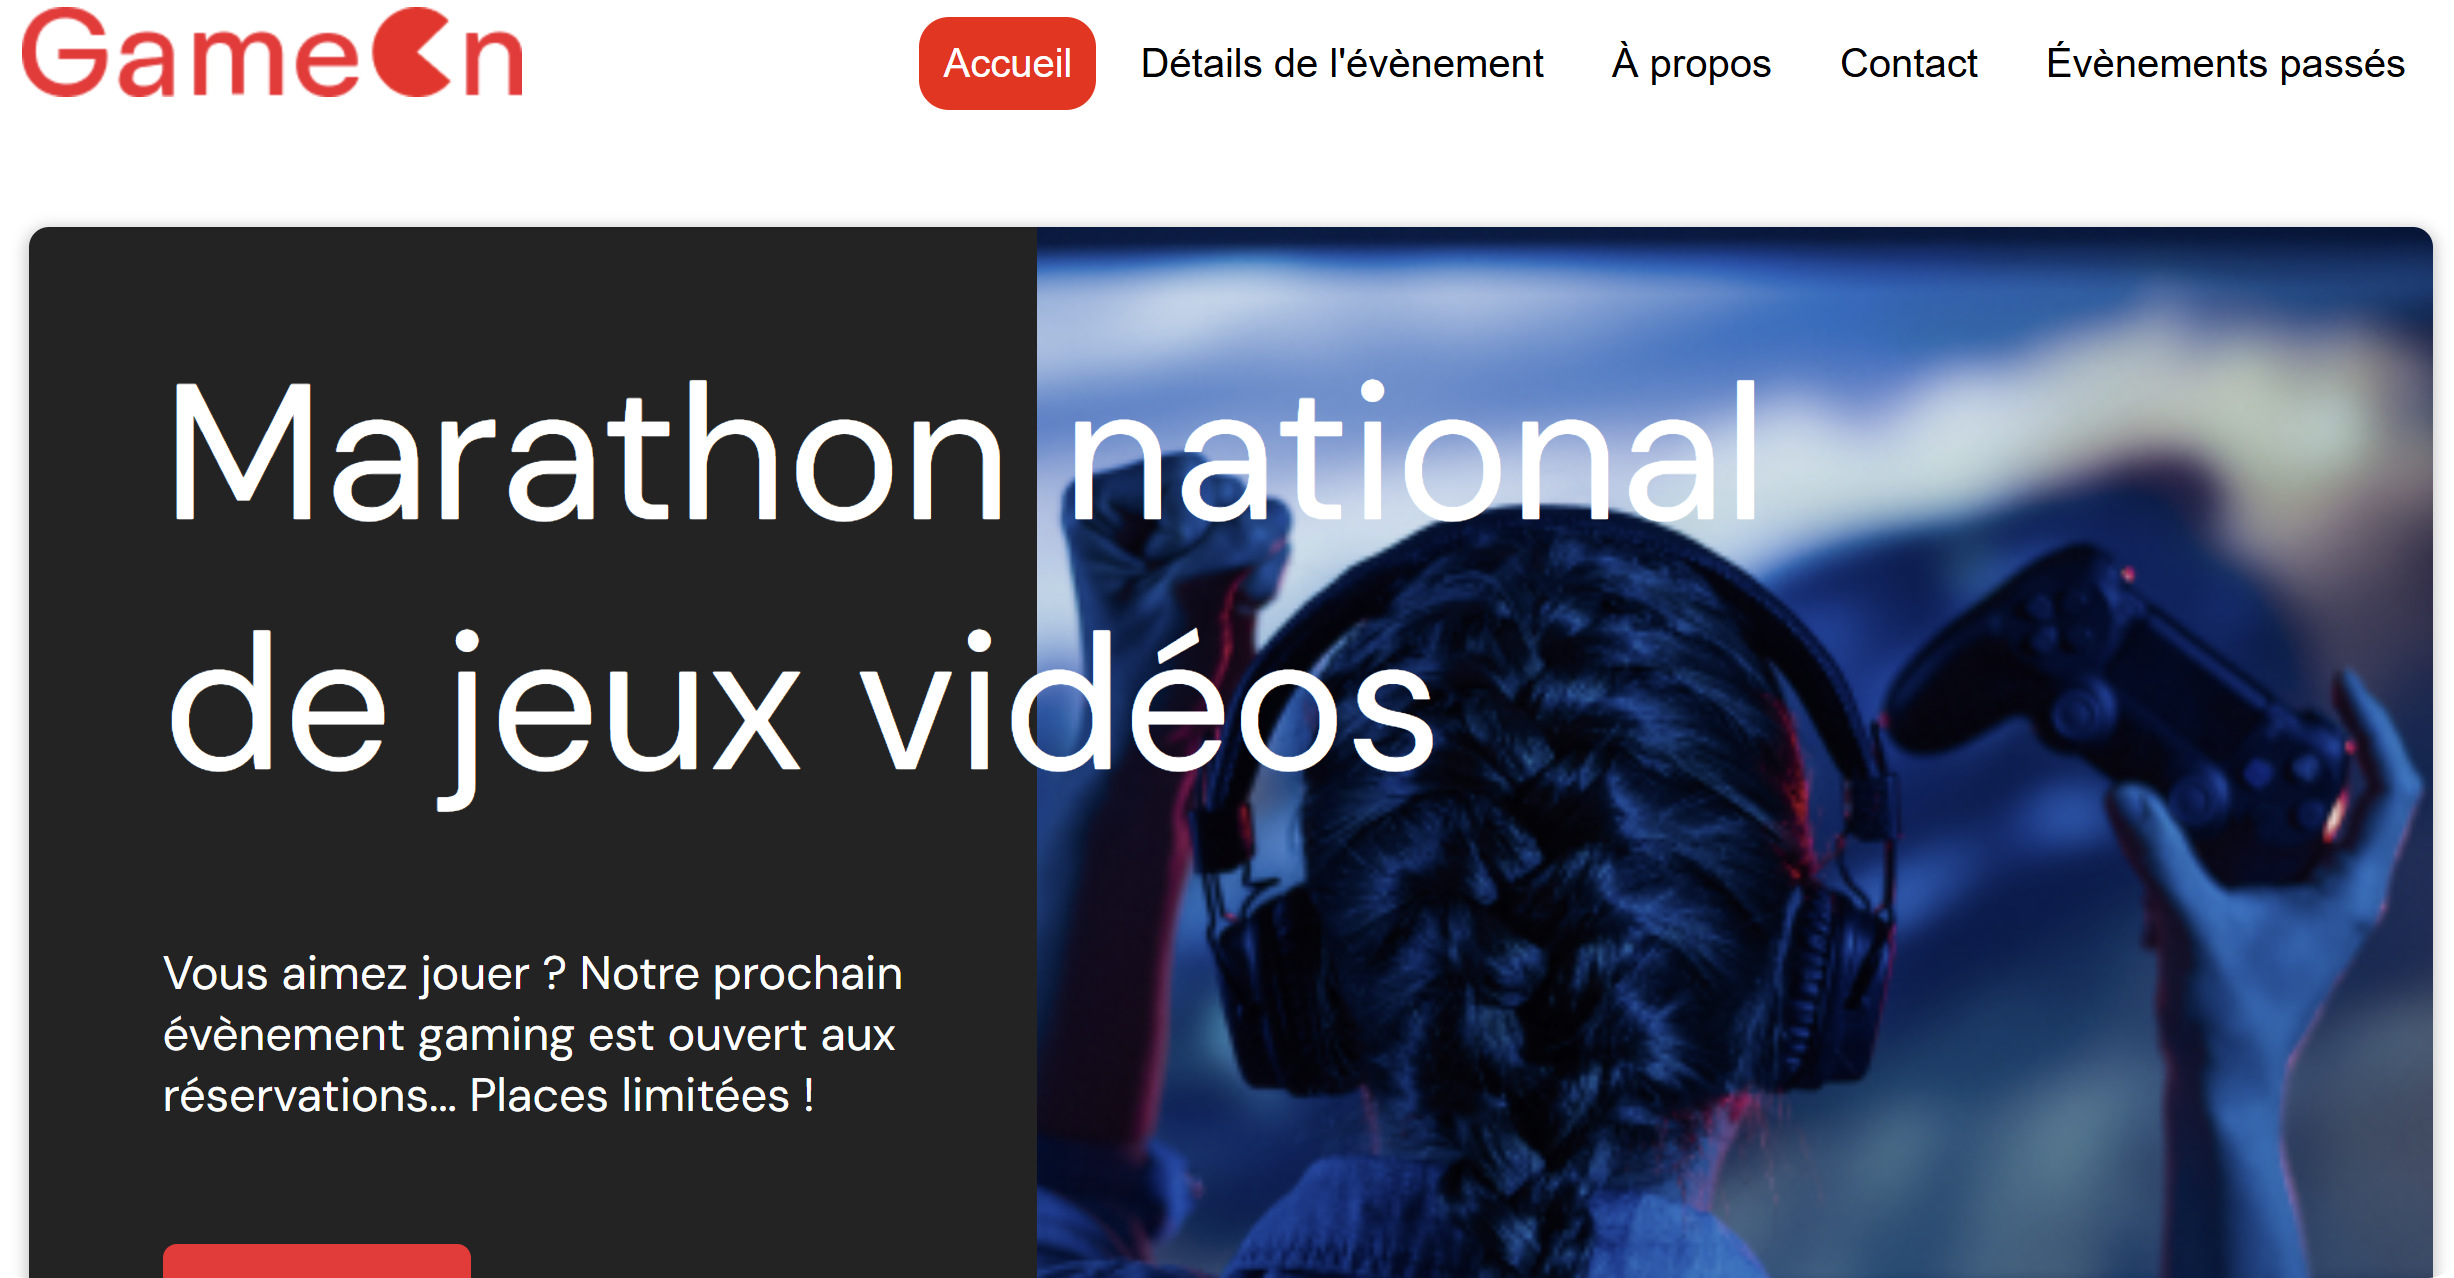 GameOn
Accueil Détails de l'évènement À propos Contact Évènements passés
Marathon national
de jeux vidéos
Vous aimez jouer ? Notre prochain
évènement gaming est ouvert aux
réservations... Places limitées !